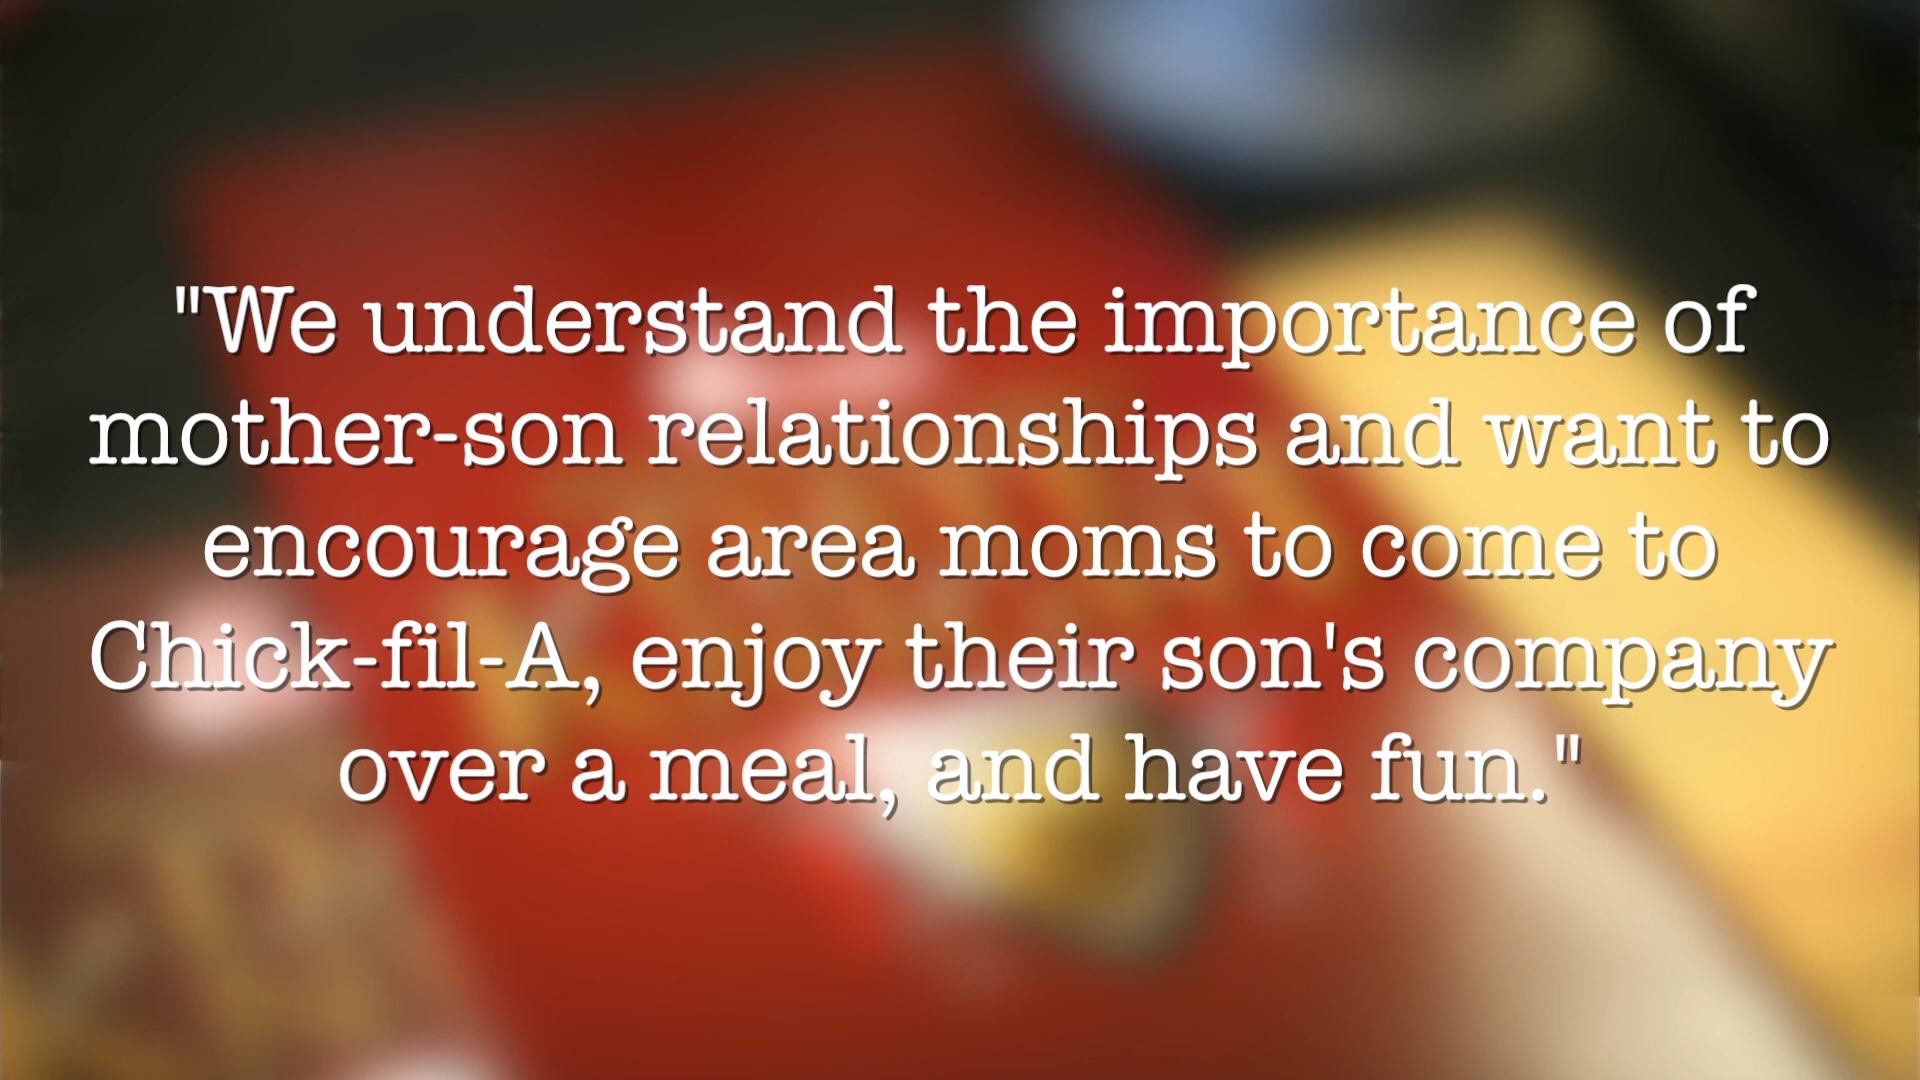 "We understand the importance of
mother-son relationships and want to
encourage area moms to come to
Chick-fil-A, enjoy their son's company
over a meal, and have fun."